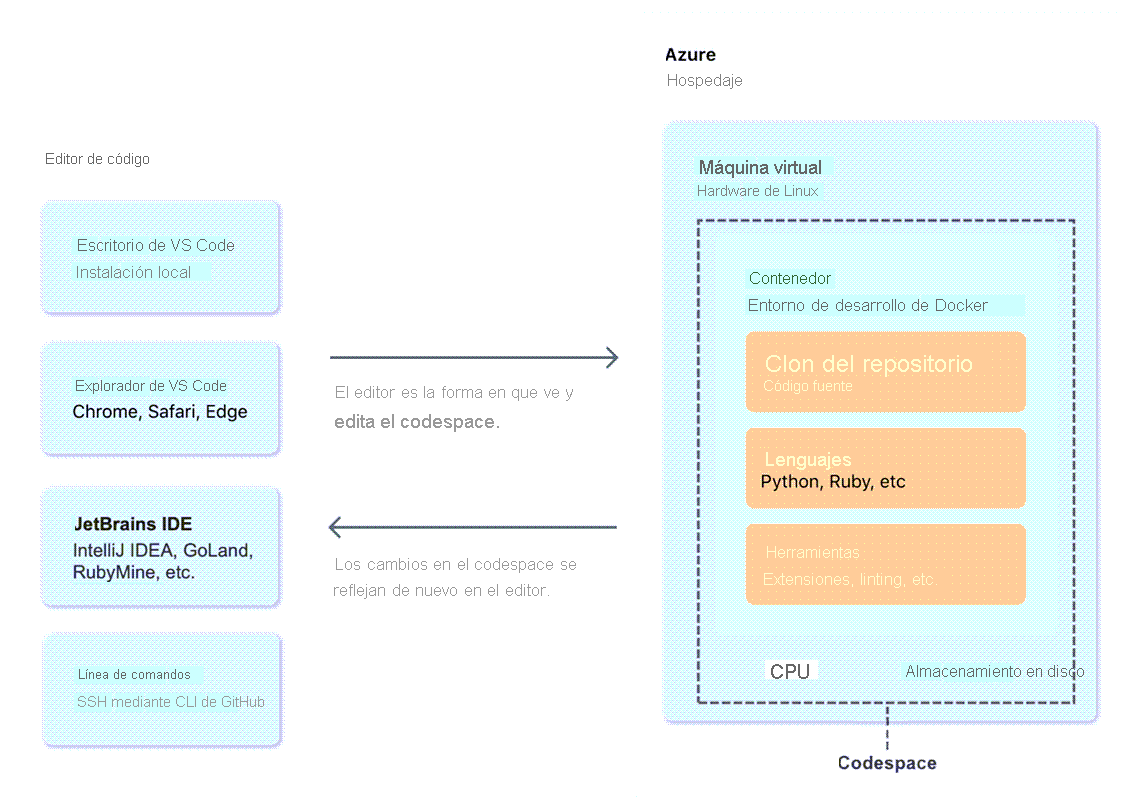 Azure
Hospedaje
Editor de código
Máquina virtual
Hardware de Linux
Escritorio de VS Code
Instalación local
Contenedor
Entorno de desarrollo de Docker
Clon del repositorio
Código fuente
Explorador de VS Code
Chrome, Safari, Edge
El editor es la forma en que ve y
edita el codespace.
Lenguajes
Python, Ruby, etc
JetBrains IDE
IntelliJ IDEA, GoLand,
RubyMine, etc.
Los cambios en el codespace se
reflejan de nuevo en el editor.
Herramientas
Extensiones, linting, etc.
Línea de comandos
SSH mediante CLI de GitHub
CPU
Almacenamiento en disco
Codespace